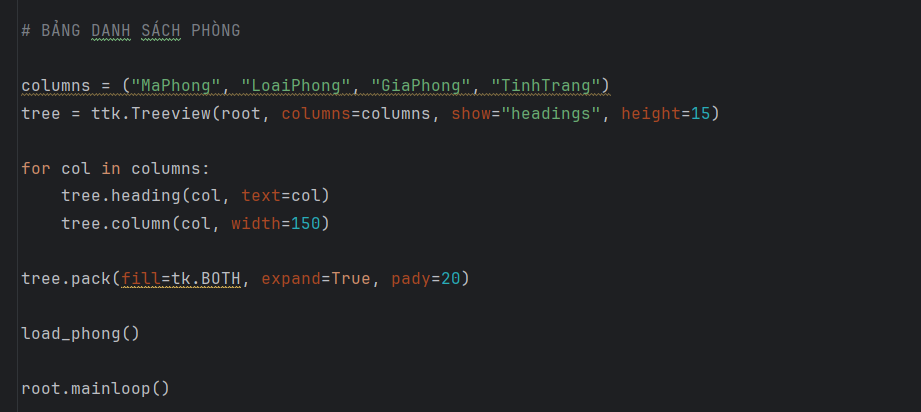 # BẢNG DANH SÁCH PHÒNG
columns = ("MaPhong", "LoaiPhong", "GiaPhong", "TinhTrang")
tree = ttk.Treeview(root, columns=columns, show="headings", height=15)
for col in columns:
    tree.heading(col, text=col)
    tree.column(col, width=150)
tree.pack(fill=tk.BOTH, expand=True, pady=20)
load_phong()
root.mainloop()